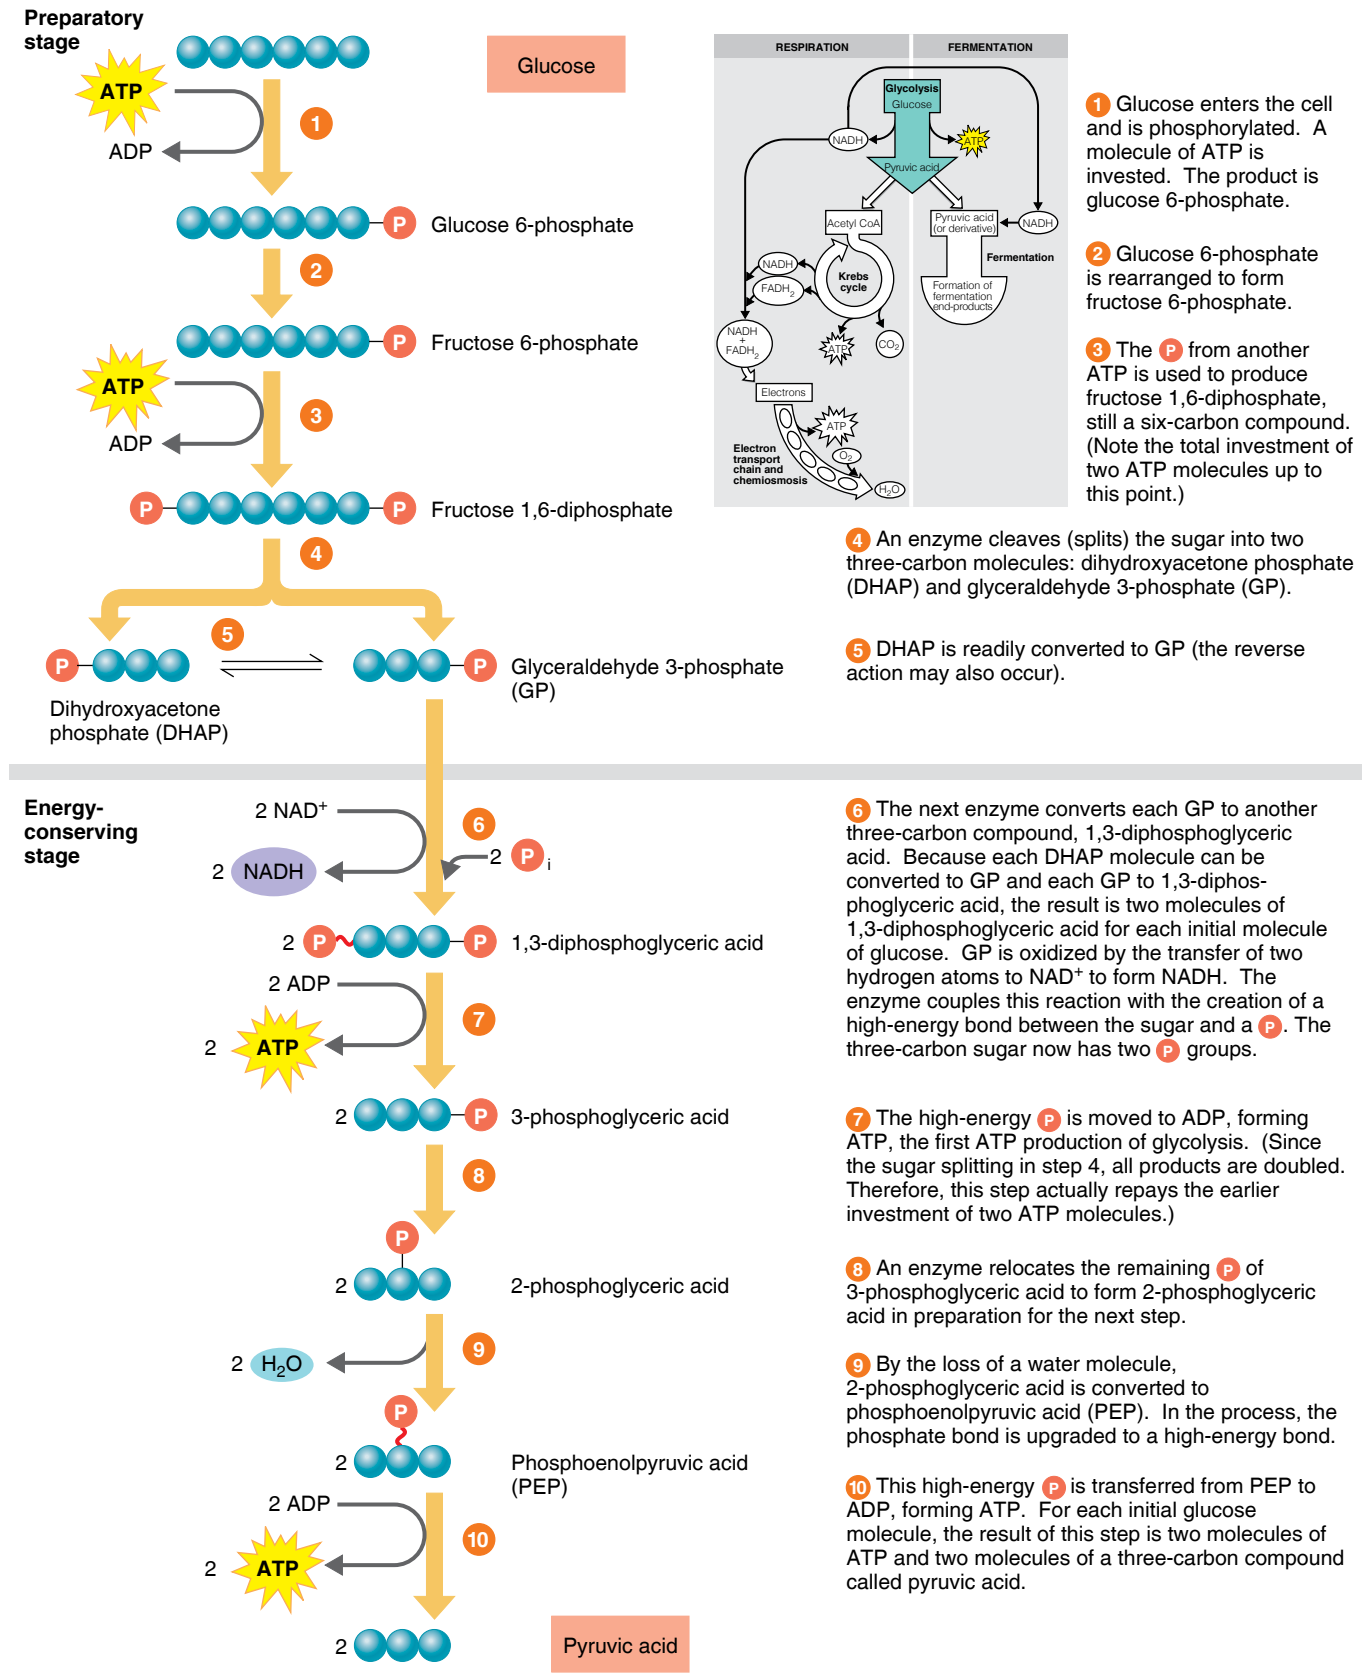 Preparatory
stage
Glucose
ATP
1
ADP
P
Glucose 6-phosphate
2
P
Fructose 6-phosphate
ATP
3
ADP
P
P
Fructose 1,6-diphosphate
4
5
P
P
Glyceraldehyde 3-phosphate
(GP)
Dihydroxyacetone
phosphate (DHAP)
RESPIRATION
FERMENTATION
Glycolysis
Glucose
NADH
ATP
Pyruvic acid
Acetyl CoA
Pyruvic acid
(or derivative)
NADH
NADH
Krebs
cycle
Fermentation
FADH2
Formation of
fermentation
end-products
NADH
+
FADH2
ATP
CO2
Electrons
ATP
Electron
transport
chain and
chemiosmosis
O2
H2O
1 Glucose enters the cell
and is phosphorylated. A
molecule of ATP is
invested. The product is
glucose 6-phosphate.
2 Glucose 6-phosphate
is rearranged to form
fructose 6-phosphate.
3 The P from another
ATP is used to produce
fructose 1,6-diphosphate,
still a six-carbon compound.
(Note the total investment of
two ATP molecules up to
this point.)
4 An enzyme cleaves (splits) the sugar into two
three-carbon molecules: dihydroxyacetone phosphate
(DHAP) and glyceraldehyde 3-phosphate (GP).
5 DHAP is readily converted to GP (the reverse
action may also occur).
Energy-
conserving
stage
2 NAD+
6
2 P i
2 NADH
2 P P 1,3-diphosphoglyceric acid
2 ADP
7
2 ATP
2 P 3-phosphoglyceric acid
8
P
2 2-phosphoglyceric acid
9
2 H2O
P
2 Phosphoenolpyruvic acid
(PEP)
2 ADP
10
2 ATP
2 Pyruvic acid
6 The next enzyme converts each GP to another
three-carbon compound, 1,3-diphosphoglyceric
acid. Because each DHAP molecule can be
converted to GP and each GP to 1,3-diphos-
phoglyceric acid, the result is two molecules of
1,3-diphosphoglyceric acid for each initial molecule
of glucose. GP is oxidized by the transfer of two
hydrogen atoms to NAD+ to form NADH. The
enzyme couples this reaction with the creation of a
high-energy bond between the sugar and a P. The
three-carbon sugar now has two P groups.
7 The high-energy P is moved to ADP, forming
ATP, the first ATP production of glycolysis. (Since
the sugar splitting in step 4, all products are doubled.
Therefore, this step actually repays the earlier
investment of two ATP molecules.)
8 An enzyme relocates the remaining P of
3-phosphoglyceric acid to form 2-phosphoglyceric
acid in preparation for the next step.
9 By the loss of a water molecule,
2-phosphoglyceric acid is converted to
phosphoenolpyruvic acid (PEP). In the process, the
phosphate bond is upgraded to a high-energy bond.
10 This high-energy P is transferred from PEP to
ADP, forming ATP. For each initial glucose
molecule, the result of this step is two molecules of
ATP and two molecules of a three-carbon compound
called pyruvic acid.